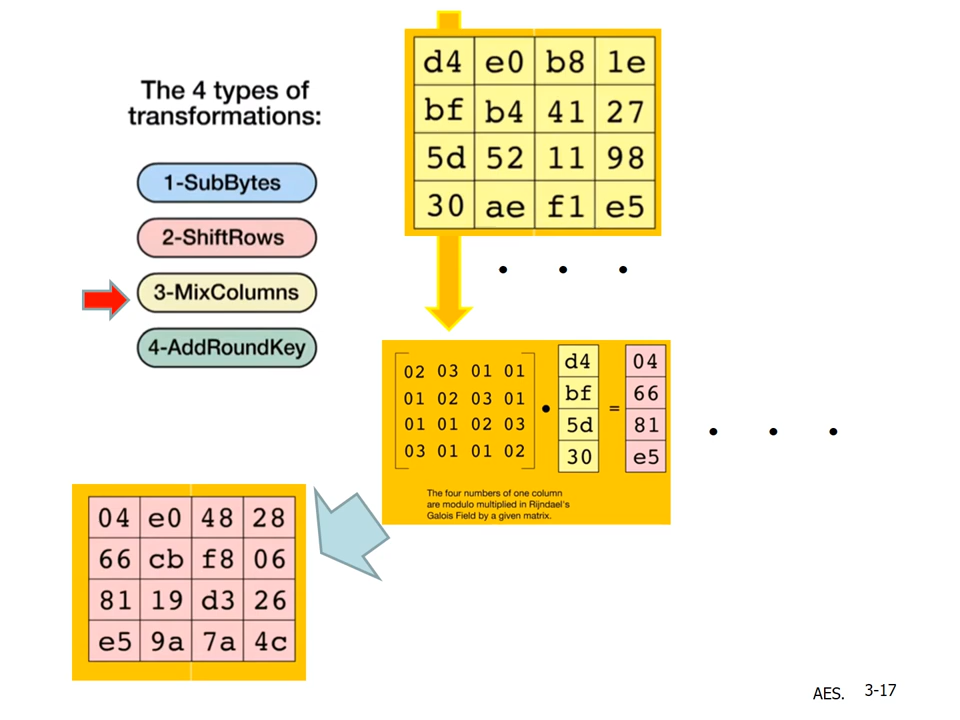 The 4 types of
transformations:
1-SubBytes
2-ShiftRows
3-MixColumns
4-AddRoundKey
d4 e0 b8 1e
bf b4 41 27
5d 52 11 98
30 ae f1 e5
. . .
02 03 01 01
01 02 03 01
01 01 02 03
03 01 01 02
•
d4
bf
5d
30
=
04
66
81
e5
The four numbers of one column
are modulo multiplied in Rijndael's
Galois Field by a given matrix.
. . .
04 e0 48 28
66 cb f8 06
81 19 d3 26
e5 9a 7a 4c
AES. 3-17